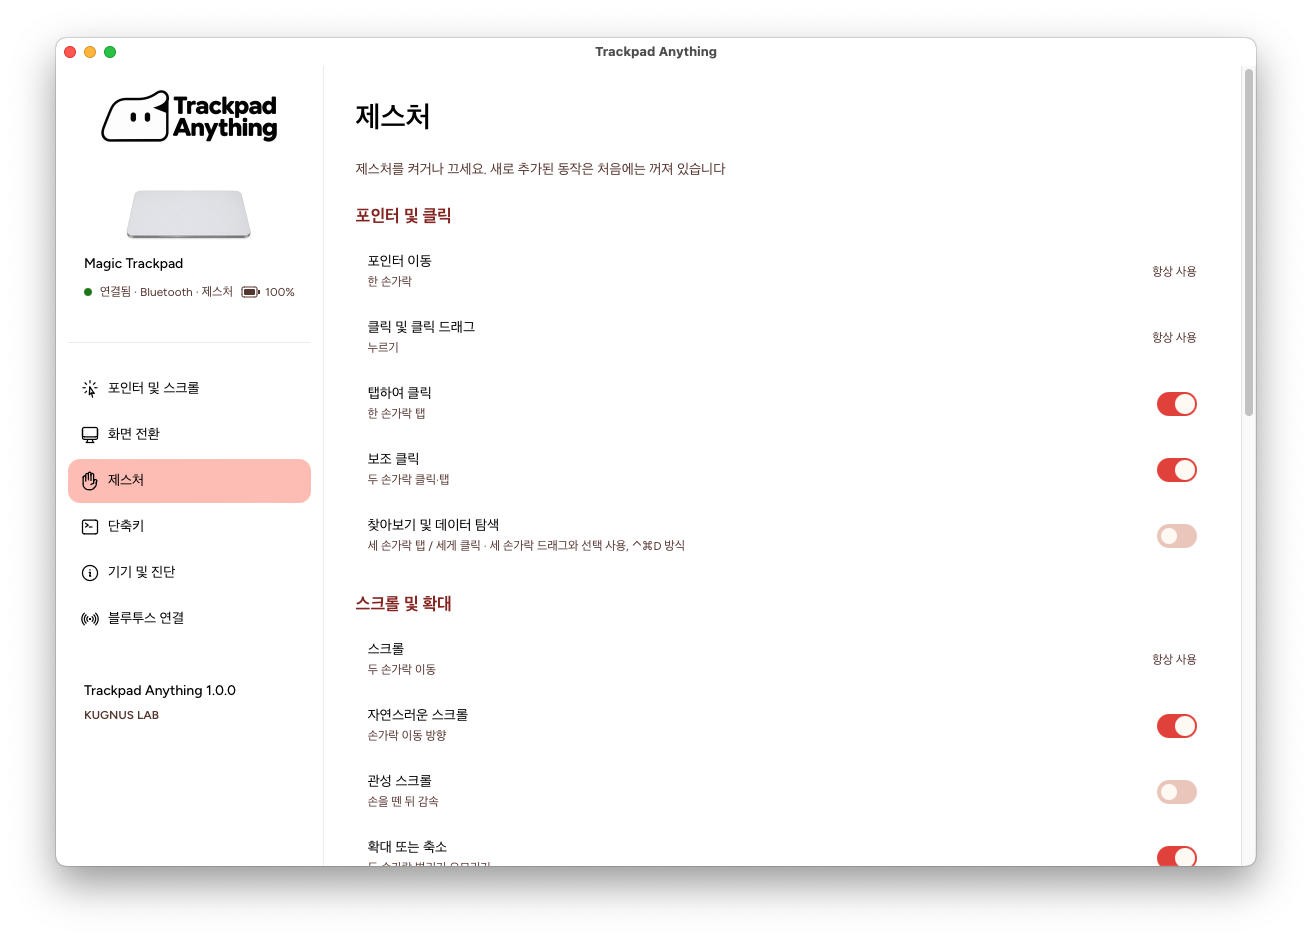 Trackpad Anything
Trackpad
Anything
Magic Trackpad
연결됨 · Bluetooth · 제스처 100%
포인터 및 스크롤
화면 전환
제스처
단축키
기기 및 진단
블루투스 연결
Trackpad Anything 1.0.0
KUGNUS LAB
제스처
제스처를 켜거나 끄세요. 새로 추가된 동작은 처음에는 꺼져 있습니다
포인터 및 클릭
포인터 이동
한 손가락
항상 사용
클릭 및 클릭 드래그
누르기
항상 사용
탭하여 클릭
한 손가락 탭
보조 클릭
두 손가락 클릭·탭
찾아보기 및 데이터 탐색
세 손가락 탭 / 세게 클릭 · 세 손가락 드래그와 선택 사용, ^⌘D 방식
스크롤 및 확대
스크롤
두 손가락 이동
항상 사용
자연스러운 스크롤
손가락 이동 방향
관성 스크롤
손을 뗀 뒤 감속
확대 또는 축소